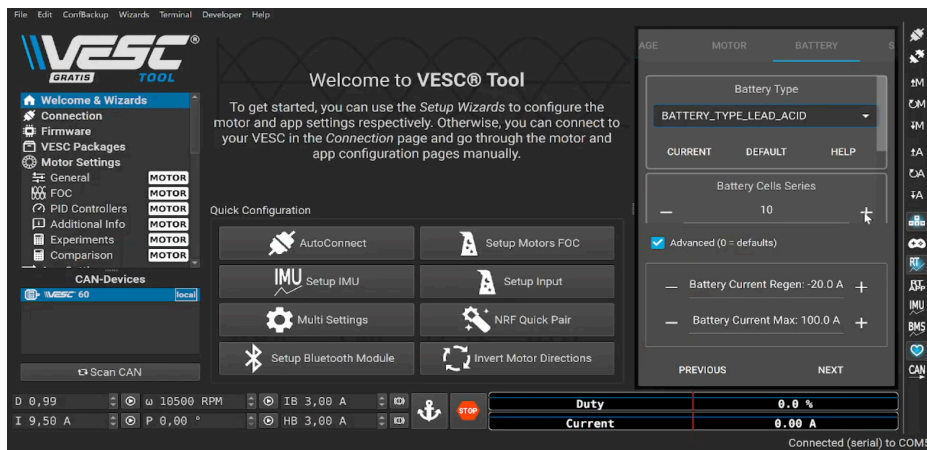 File Edit ConfBackup Wizards Terminal Developer Help
VESC®
GRATIS TOOL
Welcome & Wizards
Connection
Firmware
VESC Packages
Motor Settings
General MOTOR
FOC MOTOR
PID Controllers MOTOR
Additional Info MOTOR
Experiments MOTOR
Comparison MOTOR
CAN-Devices
VESC 60 local
Scan CAN
Welcome to VESC® Tool
To get started, you can use the Setup Wizards to configure the
motor and app settings respectively. Otherwise, you can connect to
your VESC in the Connection page and go through the motor and
app configuration pages manually.
Quick Configuration
AutoConnect
Setup Motors FOC
IMU Setup IMU
Setup Input
Multi Settings
NRF Quick Pair
Setup Bluetooth Module
Invert Motor Directions
AGE MOTOR BATTERY S
Battery Type
BATTERY_TYPE_LEAD_ACID
CURRENT DEFAULT HELP
Battery Cells Series
— 10 +
Advanced (0 = defaults)
— Battery Current Regen: -20.0 A +
— Battery Current Max: 100.0 A +
PREVIOUS NEXT
M
M
M
A
A
A
RT
RT
APP
IMU
BMS
CAN
D 0,99 ω 10500 RPM IB 3,00 A
I 9,50 A P 0,00 ° HB 3,00 A
STOP
Duty 0.0 %
Current 0.00 A
Connected (serial) to COM5